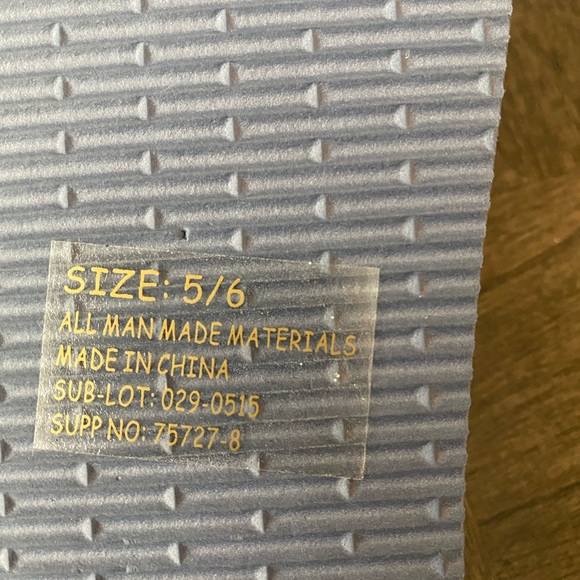 SIZE: 5/6
ALL MAN MADE MATERIALS
MADE IN CHINA
SUB-LOT: 029-0515
SUPP NO: 75727-8